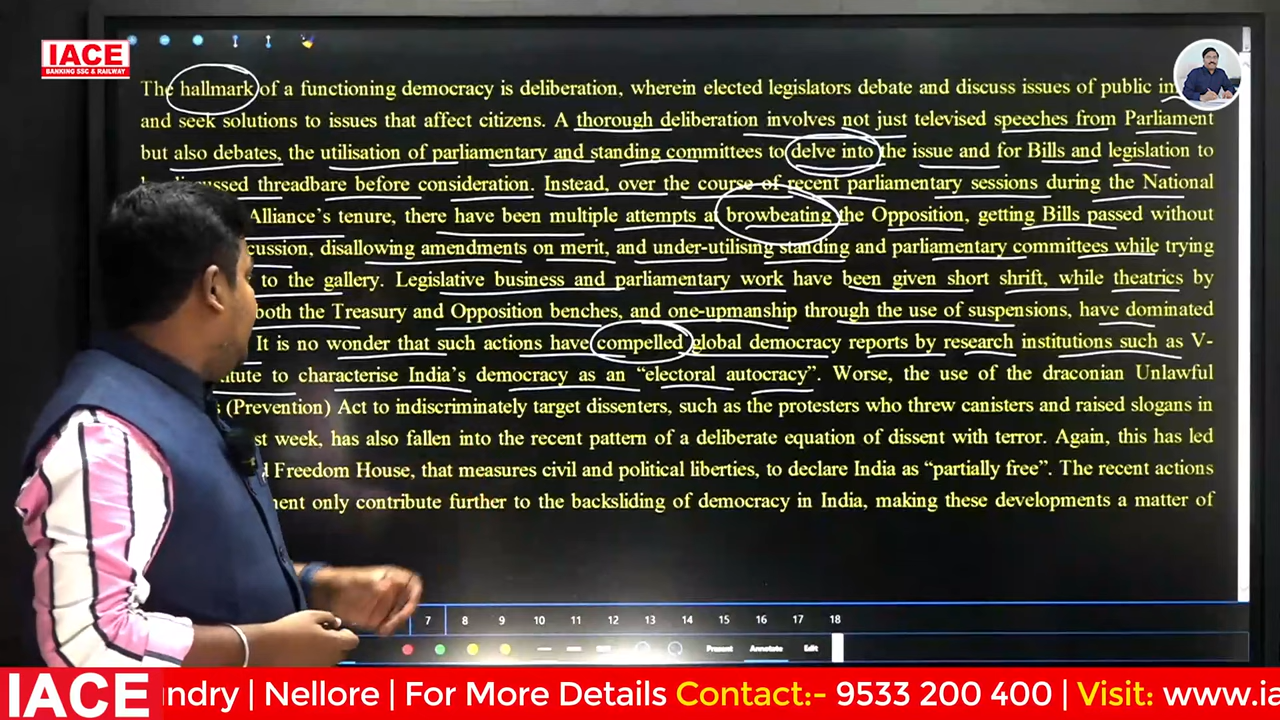 IACE
BANKING SSC & RAILWAY
The hallmark of a functioning democracy is deliberation, wherein elected legislators debate and discuss issues of public
and seek solutions to issues that affect citizens. A thorough deliberation involves not just televised speeches from Parliament
but also debates, the utilisation of parliamentary and standing committees to delve into the issue and for Bills and legislation to
threadbare before consideration. Instead, over the course of recent parliamentary sessions during the National
Alliance's tenure, there have been multiple attempts at browbeating the Opposition, getting Bills passed without
disallowing amendments on merit, and under-utilising standing and parliamentary committees while trying
to the gallery. Legislative business and parliamentary work have been given short shrift, while theatrics by
both the Treasury and Opposition benches, and one-upmanship through the use of suspensions, have dominated
It is no wonder that such actions have compelled global democracy reports by research institutions such as V-
to characterise India's democracy as an "electoral autocracy". Worse, the use of the draconian Unlawful
(Prevention) Act to indiscriminately target dissenters, such as the protesters who threw canisters and raised slogans in
has also fallen into the recent pattern of a deliberate equation of dissent with terror. Again, this has led
Freedom House, that measures civil and political liberties, to declare India as "partially free". The recent actions
only contribute further to the backsliding of democracy in India, making these developments a matter of
7 8 9 10 11 12 13 14 15 16 17 18
Present Annotate Edit
IACE undry | Nellore | For More Details Contact:- 9533 200 400 | Visit: www.ia